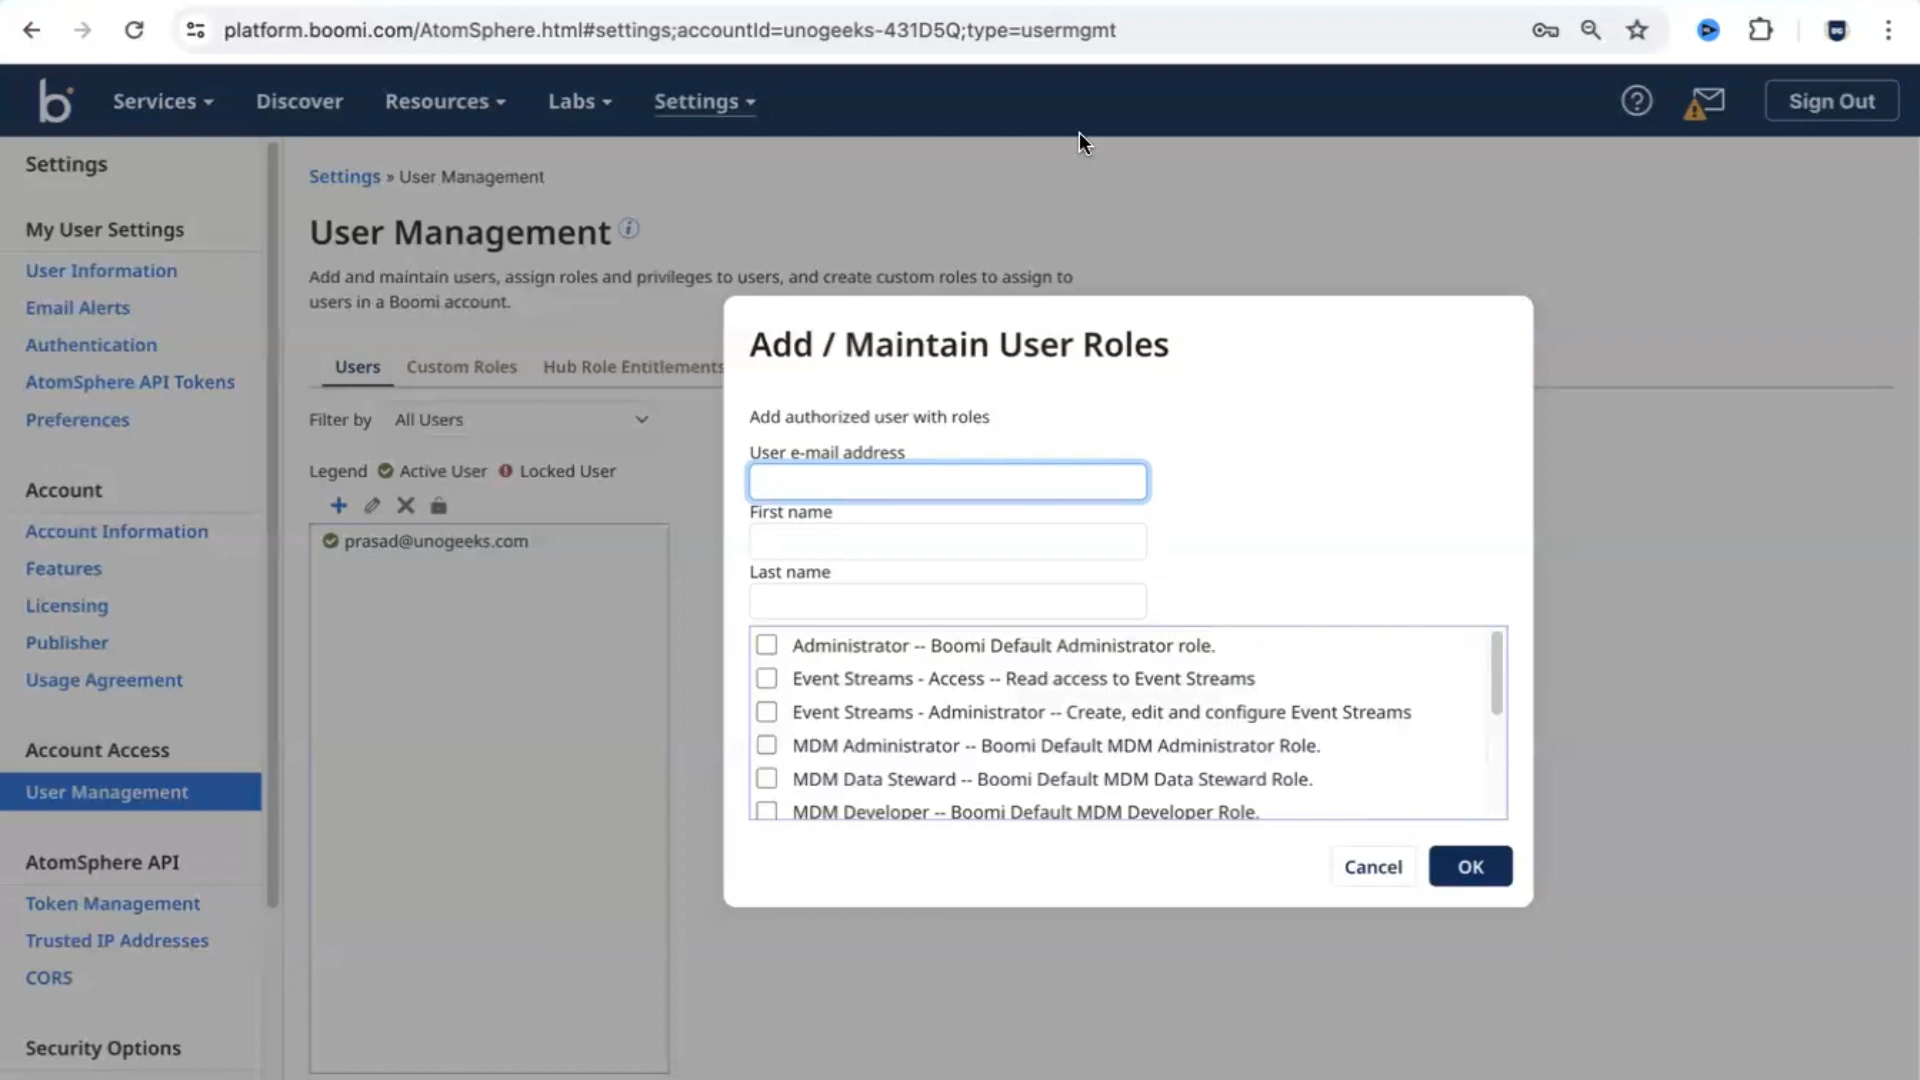 platform.boomi.com/AtomSphere.html#settings;accountId=unogeeks-431D5Q;type=usermgmt
b Services Discover Resources Labs Settings Sign Out
Settings
My User Settings
User Information
Email Alerts
Authentication
AtomSphere API Tokens
Preferences
Account
Account Information
Features
Licensing
Publisher
Usage Agreement
Account Access
User Management
AtomSphere API
Token Management
Trusted IP Addresses
CORS
Security Options
Settings » User Management
User Management
Add and maintain users, assign roles and privileges to users, and create custom roles to assign to
users in a Boomi account.
Users Custom Roles Hub Role Entitlements
Filter by All Users
Legend Active User Locked User
prasad@unogeeks.com
Add / Maintain User Roles
Add authorized user with roles
User e-mail address
First name
Last name
Administrator -- Boomi Default Administrator role.
Event Streams - Access -- Read access to Event Streams
Event Streams - Administrator -- Create, edit and configure Event Streams
MDM Administrator -- Boomi Default MDM Administrator Role.
MDM Data Steward -- Boomi Default MDM Data Steward Role.
MDM Developer -- Boomi Default MDM Developer Role.
Cancel OK